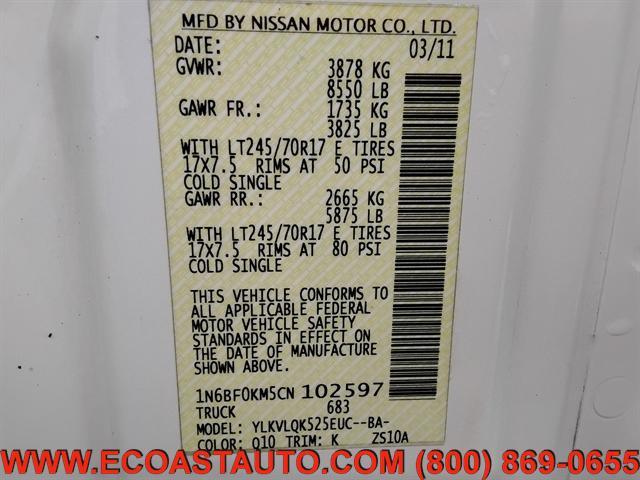 MFD BY NISSAN MOTOR CO., LTD.
DATE: 03/11
GVWR: 3878 KG
8550 LB
GAWR FR.: 1735 KG
3825 LB
WITH LT245/70R17 E TIRES
17X7.5 RIMS AT 50 PSI
COLD SINGLE
GAWR RR.: 2665 KG
5875 LB
WITH LT245/70R17 E TIRES
17X7.5 RIMS AT 80 PSI
COLD SINGLE
THIS VEHICLE CONFORMS TO
ALL APPLICABLE FEDERAL
MOTOR VEHICLE SAFETY
STANDARDS IN EFFECT ON
THE DATE OF MANUFACTURE
SHOWN ABOVE.
1N6BF0KM5CN 102597
TRUCK 683
MODEL: YLKVLQK525EUC--BA-
COLOR: Q10 TRIM: K ZS10A
WWW.ECOASTAUTO.COM (800) 869-0655